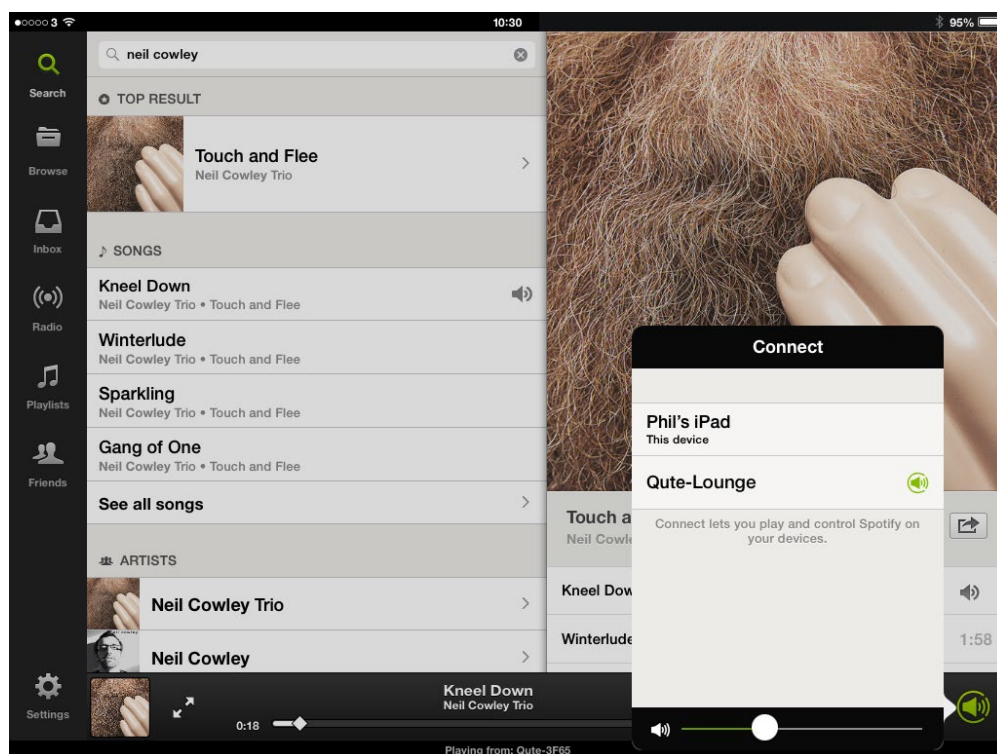 3
10:30
95%
Search
Browse
Inbox
Radio
Playlists
Friends
Settings
neil cowley
TOP RESULT
Touch and Flee
Neil Cowley Trio
SONGS
Kneel Down
Neil Cowley Trio • Touch and Flee
Winterlude
Neil Cowley Trio • Touch and Flee
Sparkling
Neil Cowley Trio • Touch and Flee
Gang of One
Neil Cowley Trio • Touch and Flee
See all songs
ARTISTS
Neil Cowley Trio
Neil Cowley
Touch a
Neil Cowle
Kneel Dow
Winterlude
1:58
Connect
Phil's iPad
This device
Qute-Lounge
Connect lets you play and control Spotify on
your devices.
Kneel Down
Neil Cowley Trio
0:18
Playing from: Qute-3F65